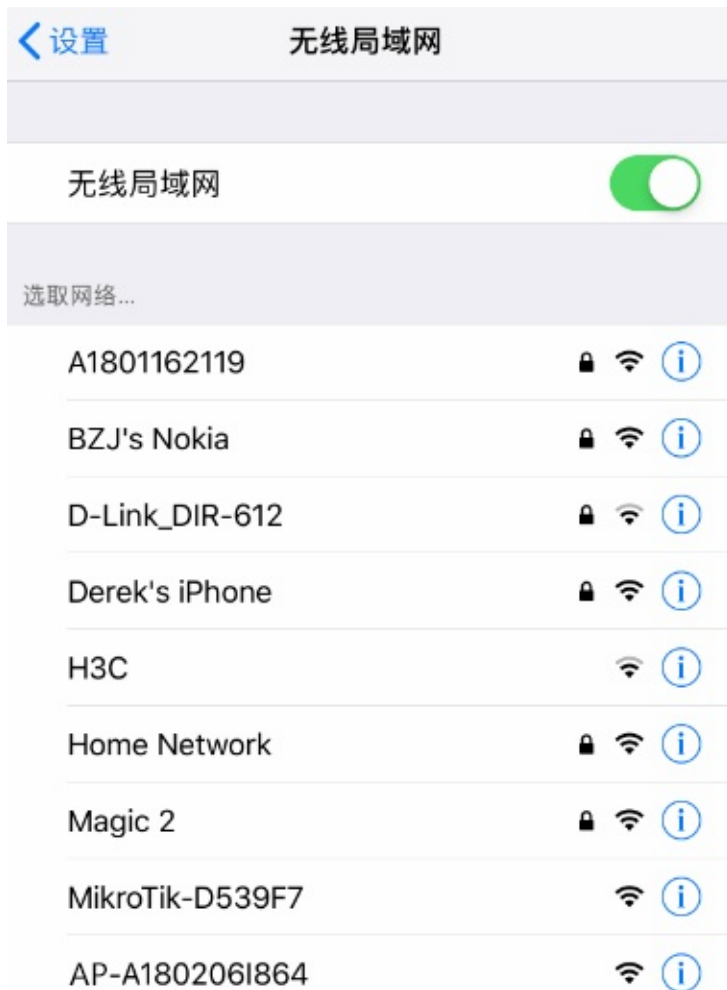 设置 无线局域网
无线局域网
选取网络...
A1801162119
BZJ's Nokia
D-Link_DIR-612
Derek's iPhone
H3C
Home Network
Magic 2
MikroTik-D539F7
AP-A180206I864